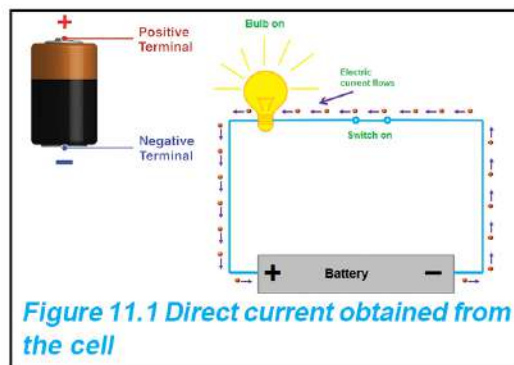 +
Positive
Terminal
Negative
Terminal
−
Bulb on
Electric
current flows
Switch on
+ Battery −
Figure 11.1 Direct current obtained from
the cell